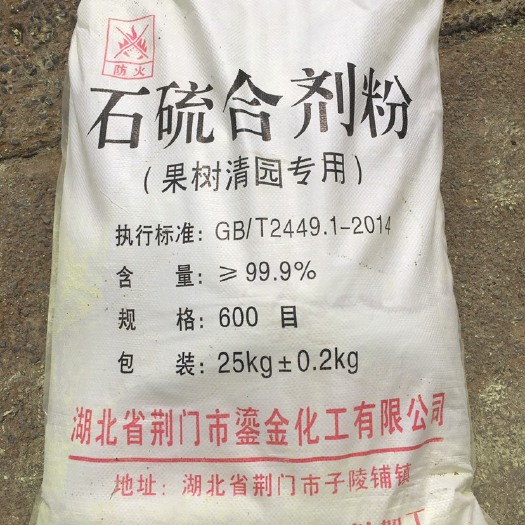 防火
石硫合剂粉
(果树清园专用)
执行标准: GB/T2449.1-2014
含 量: ≥99.9%
规 格: 600 目
包 装: 25kg±0.2kg
湖北省荆门市鎏金化工有限公司
地址: 湖北省荆门市子陵铺镇